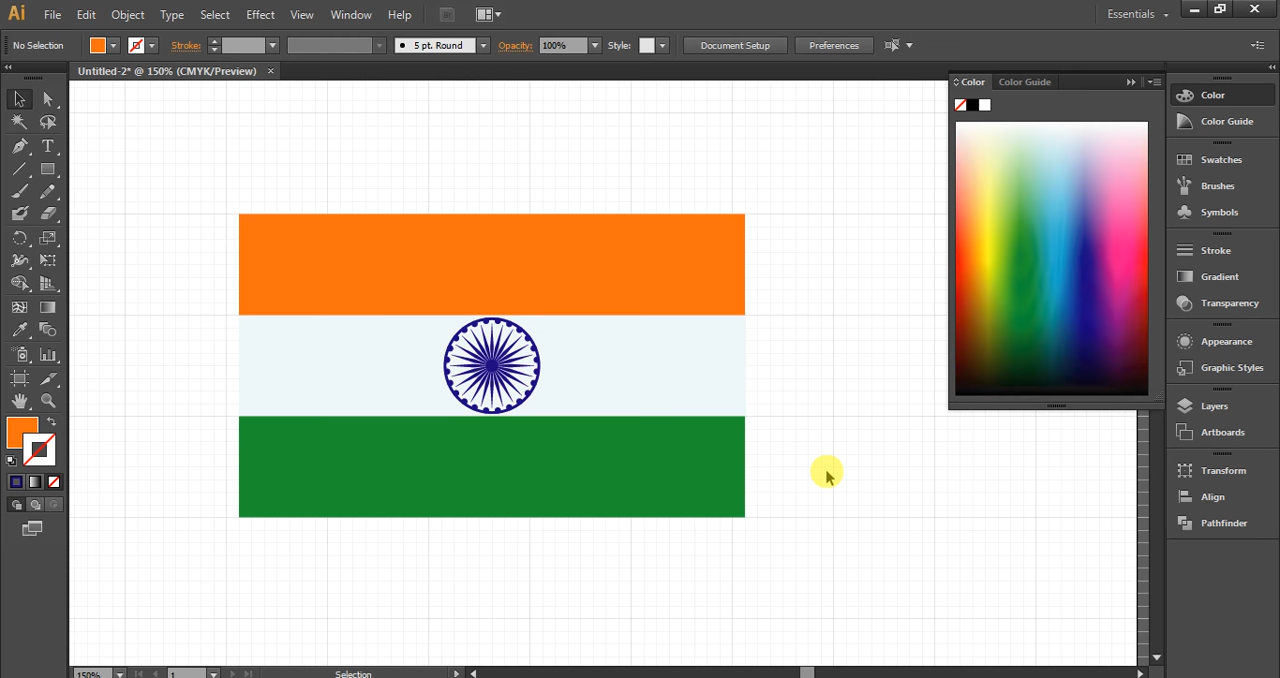 Ai File Edit Object Type Select Effect View Window Help Essentials
No Selection Stroke: 5 pt. Round Opacity: 100% Style: Document Setup Preferences
Untitled-2* @ 150% (CMYK/Preview)
Color Color Guide
Color
Color Guide
Swatches
Brushes
Symbols
Stroke
Gradient
Transparency
Appearance
Graphic Styles
Layers
Artboards
Transform
Align
Pathfinder
150% 1 Selection